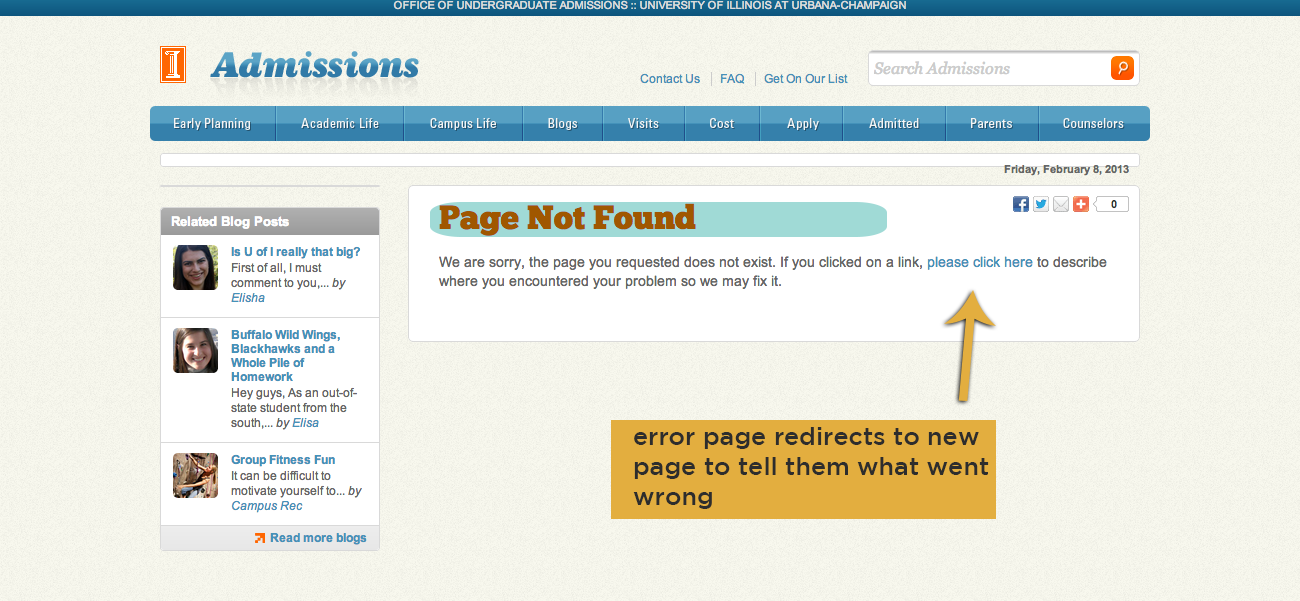 OFFICE OF UNDERGRADUATE ADMISSIONS :: UNIVERSITY OF ILLINOIS AT URBANA-CHAMPAIGN
I Admissions
Contact Us FAQ Get On Our List
Search Admissions
Early Planning Academic Life Campus Life Blogs Visits Cost Apply Admitted Parents Counselors
Friday, February 8, 2013
Related Blog Posts
Is U of I really that big?
First of all, I must
comment to you,... by
Elisha
Buffalo Wild Wings,
Blackhawks and a
Whole Pile of
Homework
Hey guys, As an out-of-
state student from the
south,... by Elisa
Group Fitness Fun
It can be difficult to
motivate yourself to... by
Campus Rec
Read more blogs
0
Page Not Found
We are sorry, the page you requested does not exist. If you clicked on a link, please click here to describe
where you encountered your problem so we may fix it.
error page redirects to new
page to tell them what went
wrong